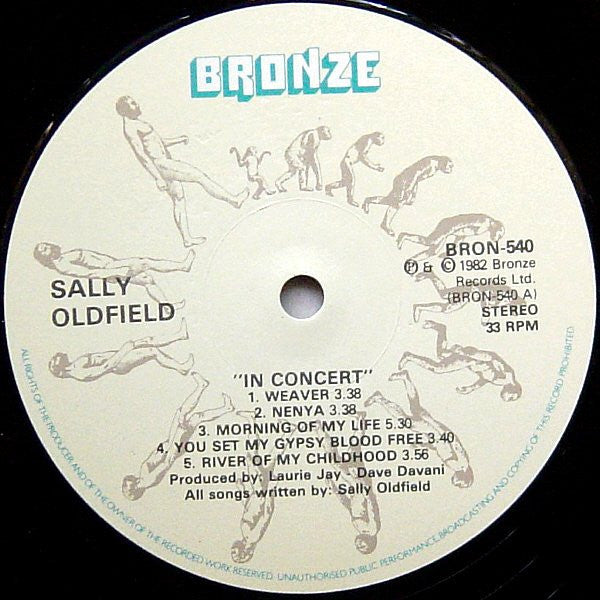 BRONZE
SALLY
OLDFIELD
BRON-540
Ⓟ & © 1982 Bronze
Records Ltd.
(BRON-540 A)
STEREO
33 RPM
"IN CONCERT"
1. WEAVER 3.38
2. NENYA 3.38
3. MORNING OF MY LIFE 5.30
4. YOU SET MY GYPSY BLOOD FREE 3.40
5. RIVER OF MY CHILDHOOD 3.56
Produced by: Laurie Jay Dave Davani
All songs written by: Sally Oldfield
ALL RIGHTS OF THE PRODUCER AND OF THE OWNER OF THE RECORDED WORK RESERVED. UNAUTHORISED PUBLIC PERFORMANCE, BROADCASTING AND COPYING OF THIS RECORD PROHIBITED.